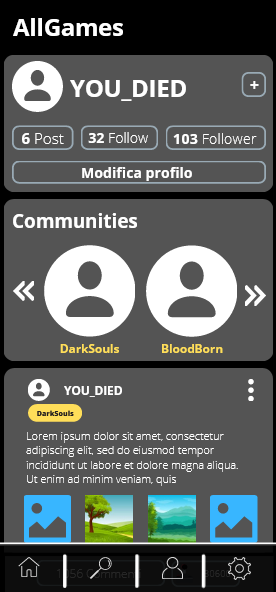 AllGames
YOU_DIED
+
6 Post
32 Follow
103 Follower
Modifica profilo
Communities
DarkSouls
BloodBorn
YOU_DIED
DarkSouls
Lorem ipsum dolor sit amet, consectetur
adipiscing elit, sed do eiusmod tempor
incididunt ut labore et dolore magna aliqua.
Ut enim ad minim veniam, quis